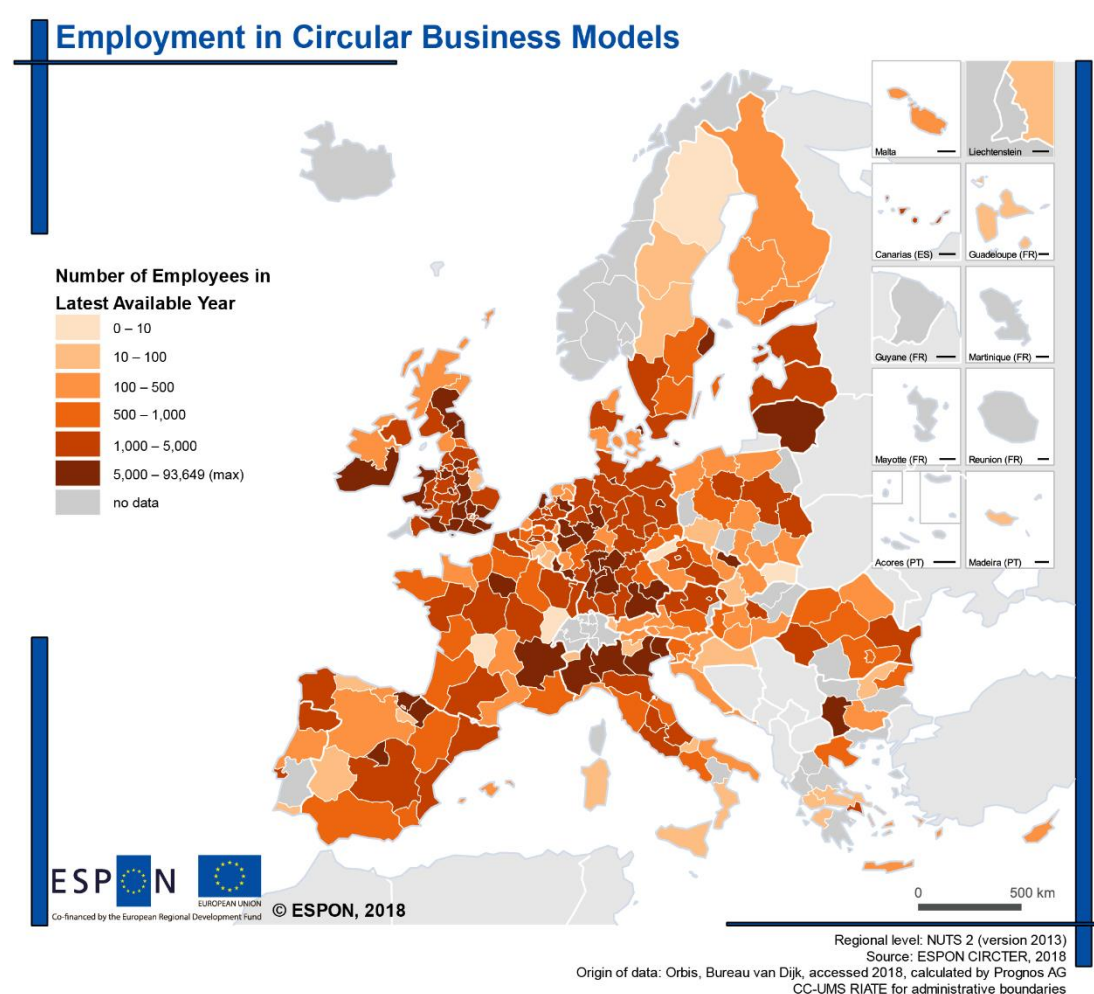 Employment in Circular Business Models
Malta
Liechtenstein
Canarias (ES)
Guadeloupe (FR)
Guyane (FR)
Martinique (FR)
Mayotte (FR)
Reunion (FR)
Acores (PT)
Madeira (PT)
Number of Employees in
Latest Available Year
0 – 10
10 – 100
100 – 500
500 – 1,000
1,000 – 5,000
5,000 – 93,649 (max)
no data
ESPON
EUROPEAN UNION
Co-financed by the European Regional Development Fund
© ESPON, 2018
0 500 km
Regional level: NUTS 2 (version 2013)
Source: ESPON CIRCTER, 2018
Origin of data: Orbis, Bureau van Dijk, accessed 2018, calculated by Prognos AG
CC-UMS RIATE for administrative boundaries